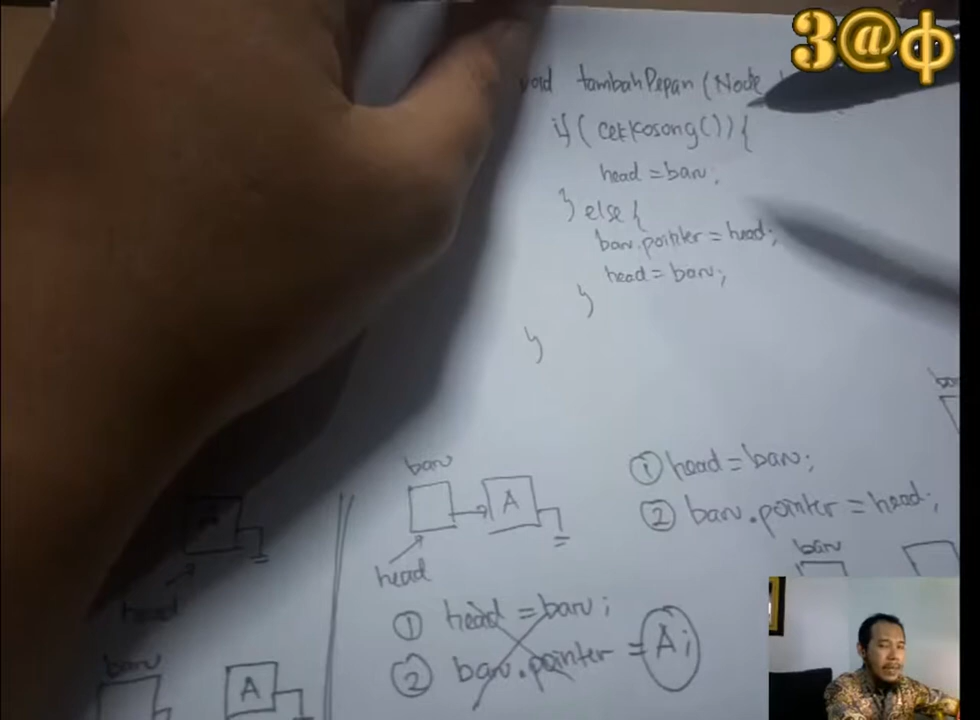 3@φ
void tambahDepan (Node
if (cekKosong()) {
head = baru;
} else {
baru.pointer = head;
head = baru;
}
}
baru
A
head
① head = baru;
② baru.pointer = head;
① head = baru;
② baru.pointer = A;
baru
head
baru
A